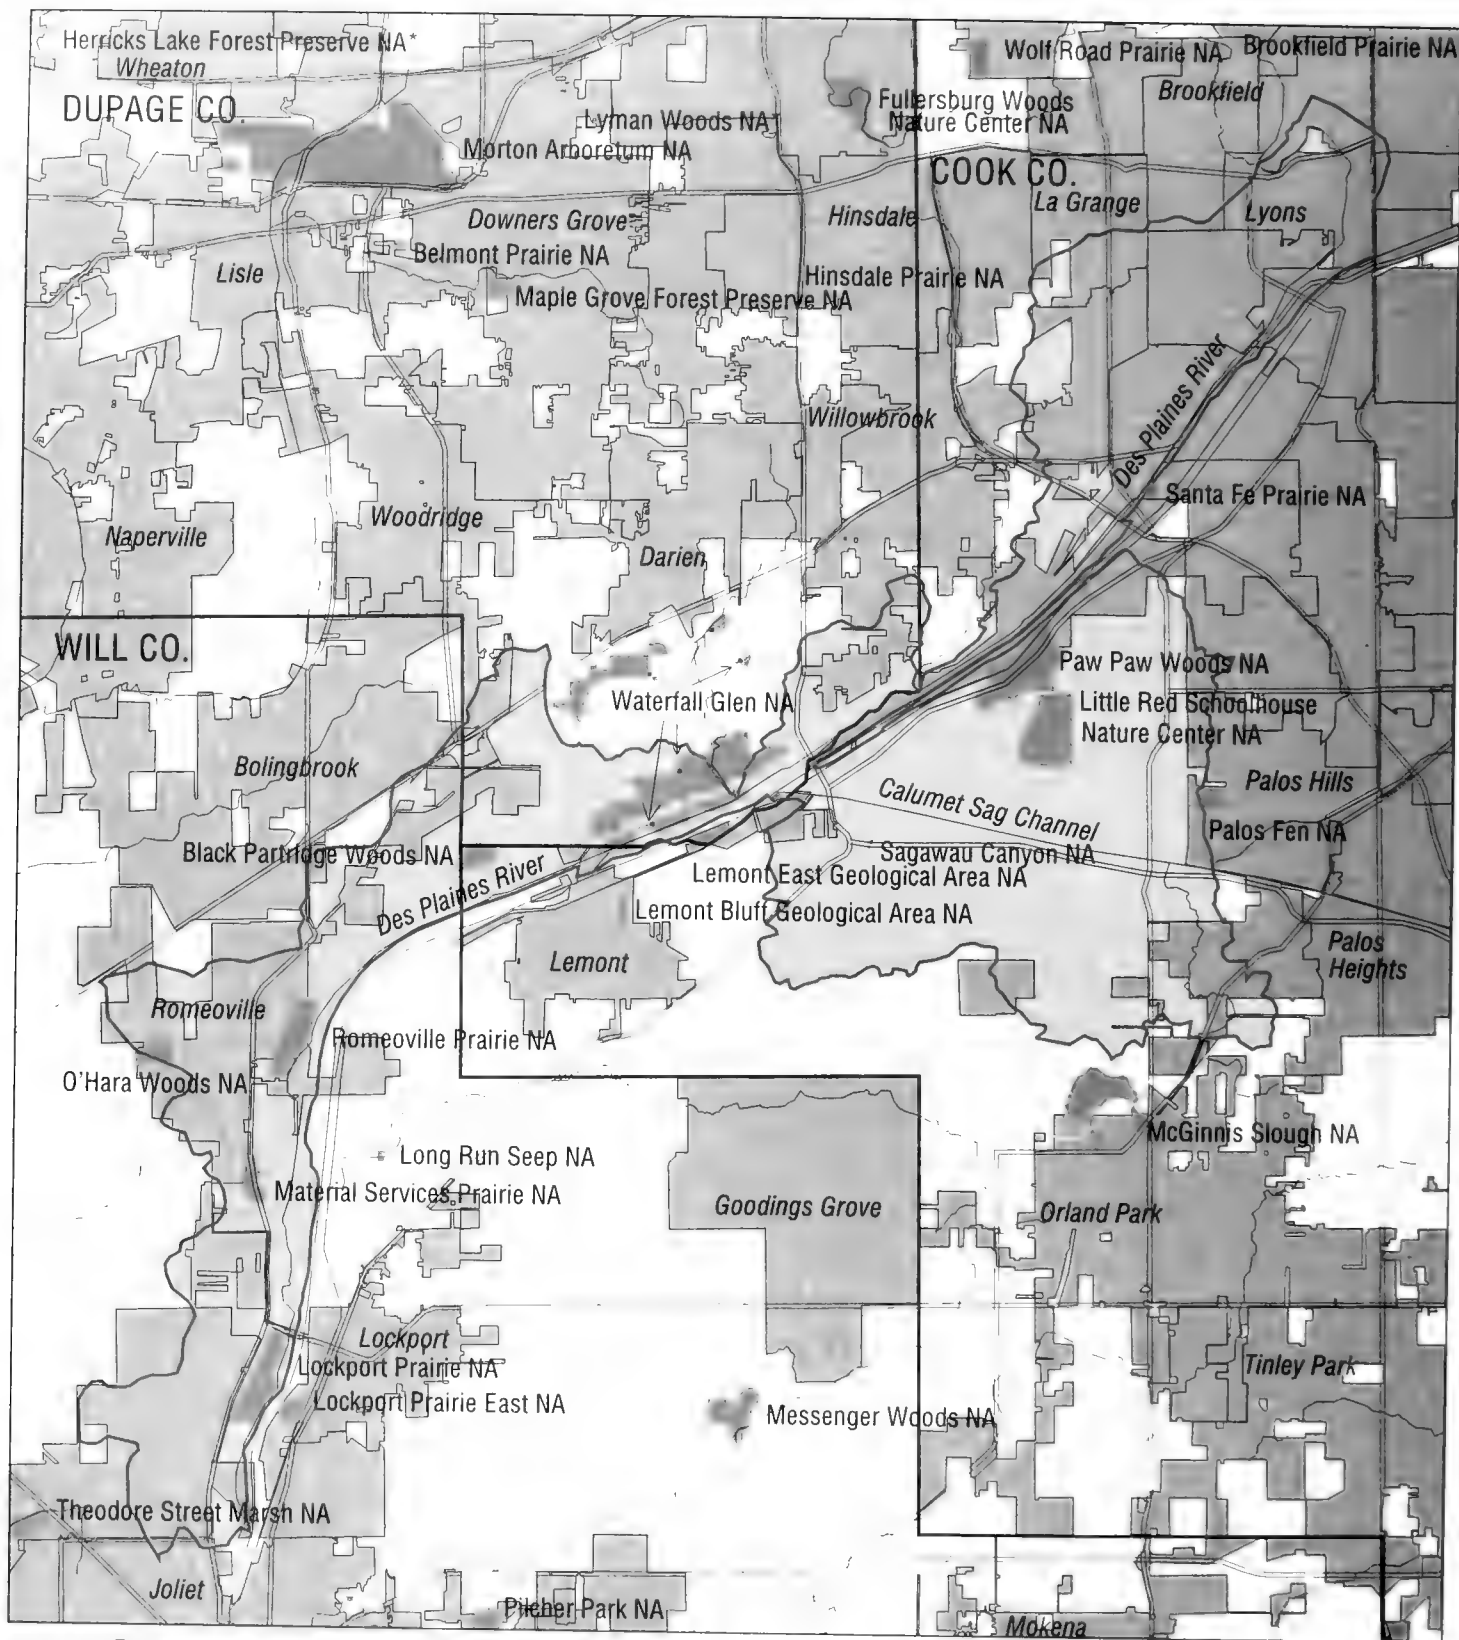 Herricks Lake Forest Preserve NA*
Wheaton
DUPAGE CO.
Wolf Road Prairie NA
Brookfield Prairie NA
Brookfield
Fullersburg Woods
Nature Center NA
Lyman Woods NA*
Morton Arboretum NA
COOK CO.
La Grange
Lyons
Downers Grove
Hinsdale
Belmont Prairie NA
Lisle
Hinsdale Prairie NA
Maple Grove Forest Preserve NA
Des Plaines River
Willowbrook
Santa Fe Prairie NA
Woodridge
Naperville
Darien
WILL CO.
Paw Paw Woods NA
Waterfall Glen NA
Little Red Schoolhouse
Nature Center NA
Bolingbrook
Palos Hills
Calumet Sag Channel
Palos Fen NA
Black Partridge Woods NA
Sagawau Canyon NA
Des Plaines River
Lemont East Geological Area NA
Lemont Bluff Geological Area NA
Lemont
Palos
Heights
Romeoville
Romeoville Prairie NA
O'Hara Woods NA
McGinnis Slough NA
Long Run Seep NA
Material Services Prairie NA
Goodings Grove
Orland Park
Lockport
Lockport Prairie NA
Tinley Park
Lockport Prairie East NA
Messenger Woods NA
Theodore Street Marsh NA
Joliet
Pilcher Park NA
Mokena